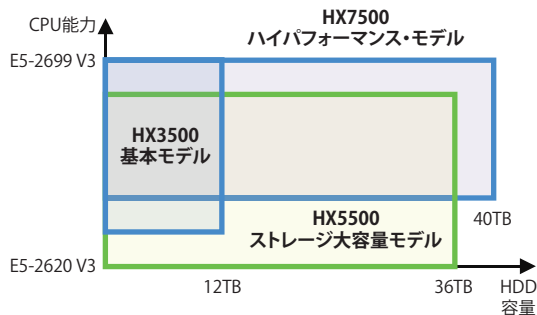 HX7500
ハイパフォーマンス・モデル
CPU能力
E5-2699 V3
HX3500
基本モデル
HX5500
ストレージ大容量モデル
40TB
E5-2620 V3
12TB
36TB
HDD
容量